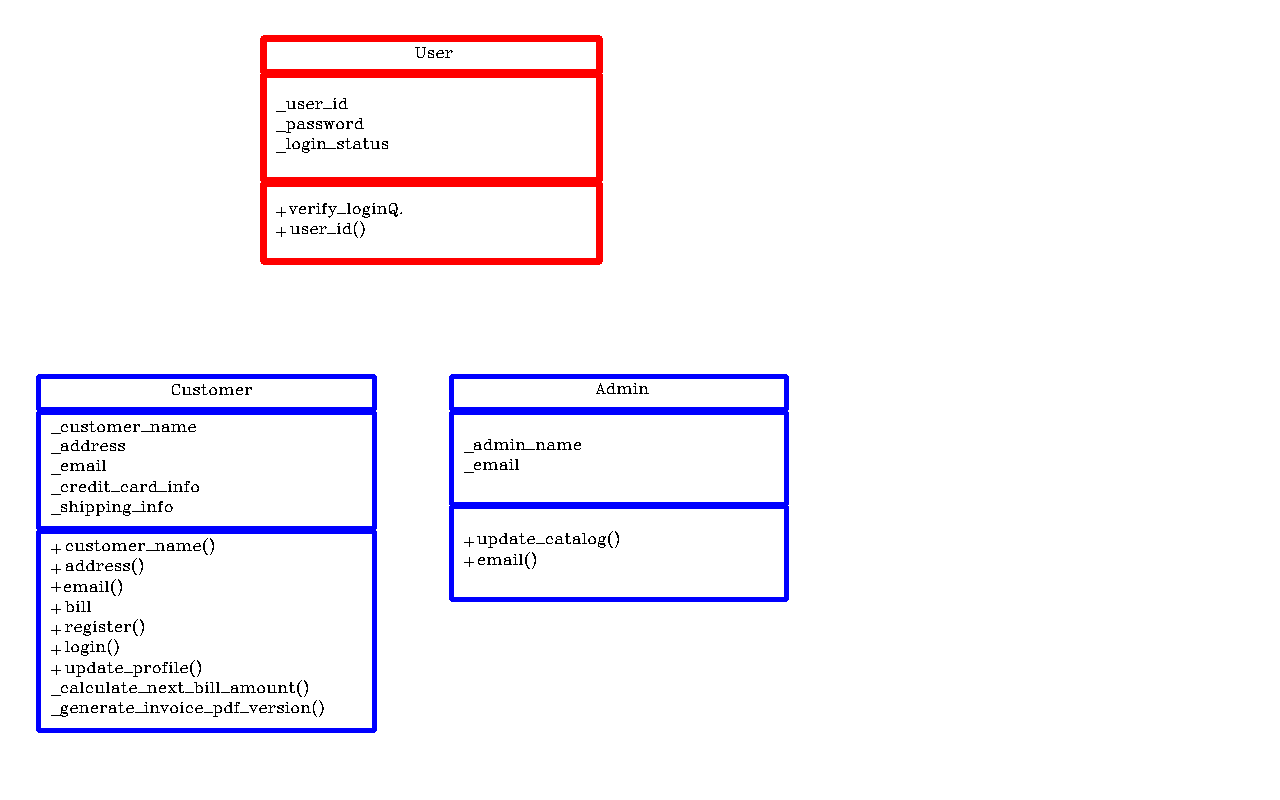 User
_user_id
_password
_login_status
+verify_loginQ.
+user_id()
Customer
_customer_name
_address
_email
_credit_card_info
_shipping_info
+customer_name()
+address()
+email()
+bill
+register()
+login()
+update_profile()
_calculate_next_bill_amount()
_generate_invoice_pdf_version()
Admin
_admin_name
_email
+update_catalog()
+email()